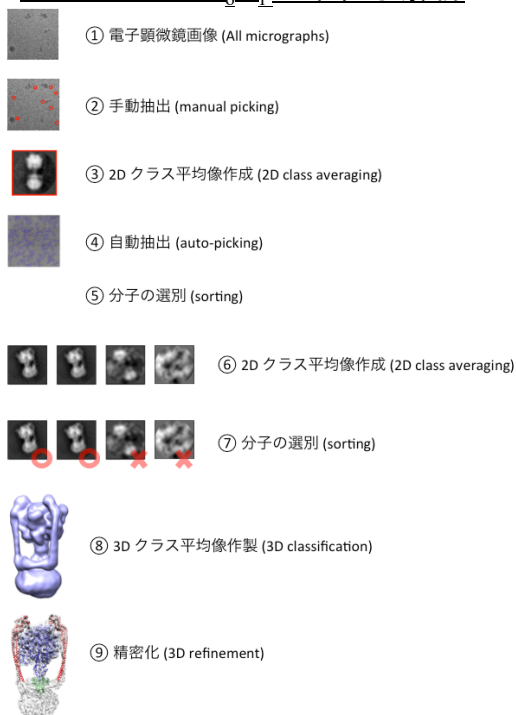 ① 電子顕微鏡画像 (All micrographs)
② 手動抽出 (manual picking)
③ 2D クラス平均像作成 (2D class averaging)
④ 自動抽出 (auto-picking)
⑤ 分子の選別 (sorting)
⑥ 2D クラス平均像作成 (2D class averaging)
⑦ 分子の選別 (sorting)
⑧ 3D クラス平均像作製 (3D classification)
⑨ 精密化 (3D refinement)